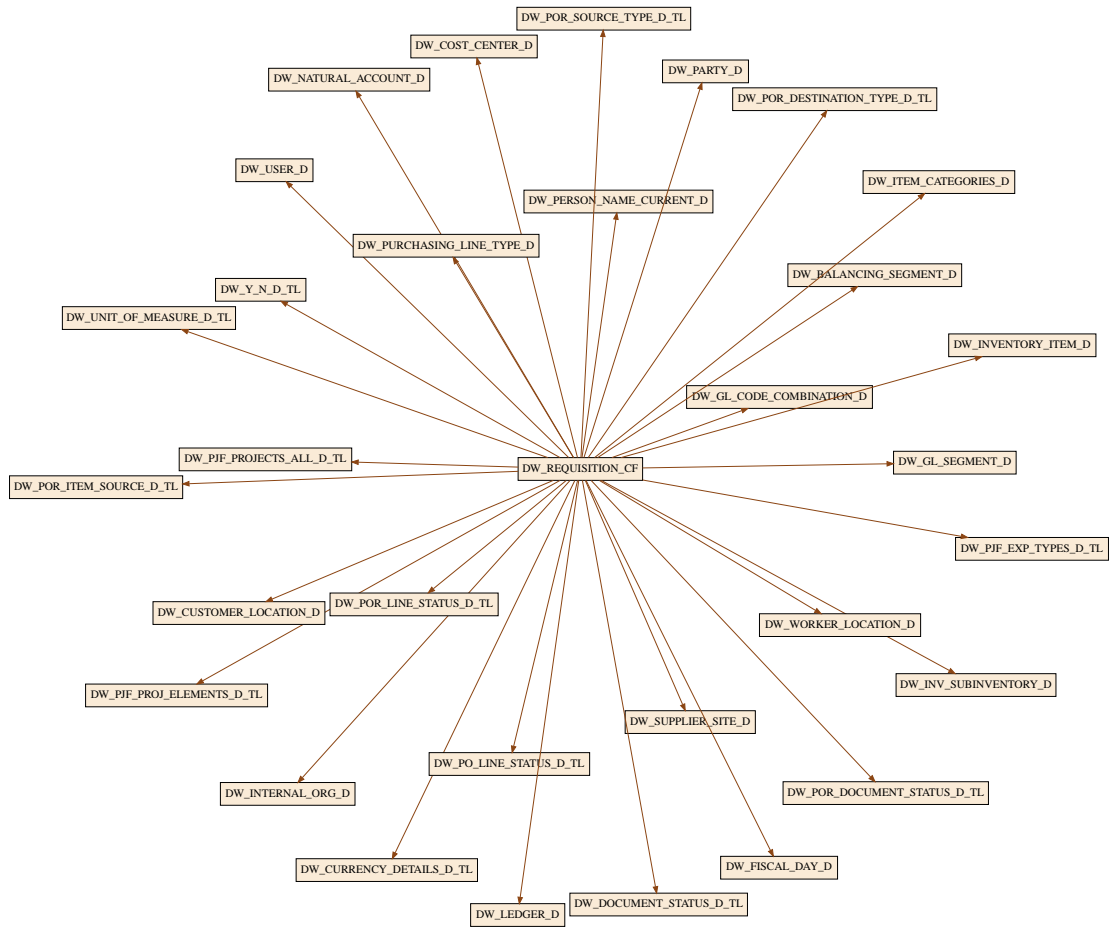 DW_POR_SOURCE_TYPE_D_TL
DW_COST_CENTER_D
DW_PARTY_D
DW_NATURAL_ACCOUNT_D
DW_POR_DESTINATION_TYPE_D_TL
DW_USER_D
DW_ITEM_CATEGORIES_D
DW_PERSON_NAME_CURRENT_D
DW_PURCHASING_LINE_TYPE_D
DW_BALANCING_SEGMENT_D
DW_Y_N_D_TL
DW_UNIT_OF_MEASURE_D_TL
DW_INVENTORY_ITEM_D
DW_GL_CODE_COMBINATION_D
DW_PJF_PROJECTS_ALL_D_TL
DW_GL_SEGMENT_D
DW_REQUISITION_CF
DW_POR_ITEM_SOURCE_D_TL
DW_PJF_EXP_TYPES_D_TL
DW_POR_LINE_STATUS_D_TL
DW_CUSTOMER_LOCATION_D
DW_WORKER_LOCATION_D
DW_INV_SUBINVENTORY_D
DW_PJF_PROJ_ELEMENTS_D_TL
DW_SUPPLIER_SITE_D
DW_PO_LINE_STATUS_D_TL
DW_INTERNAL_ORG_D
DW_POR_DOCUMENT_STATUS_D_TL
DW_FISCAL_DAY_D
DW_CURRENCY_DETAILS_D_TL
DW_DOCUMENT_STATUS_D_TL
DW_LEDGER_D